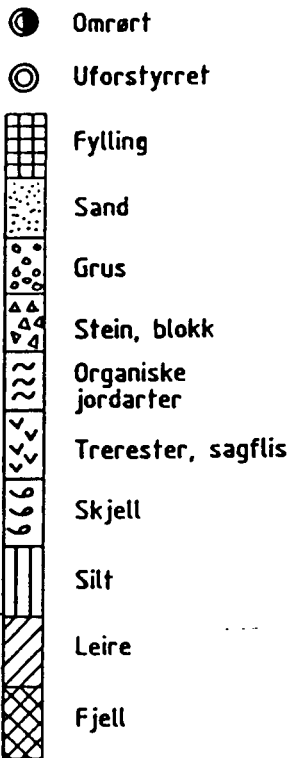 Omrørt
Uforstyrret
Fylling
Sand
Grus
Stein, blokk
Organiske
jordarter
Trerester, sagflis
Skjell
Silt
Leire
Fjell